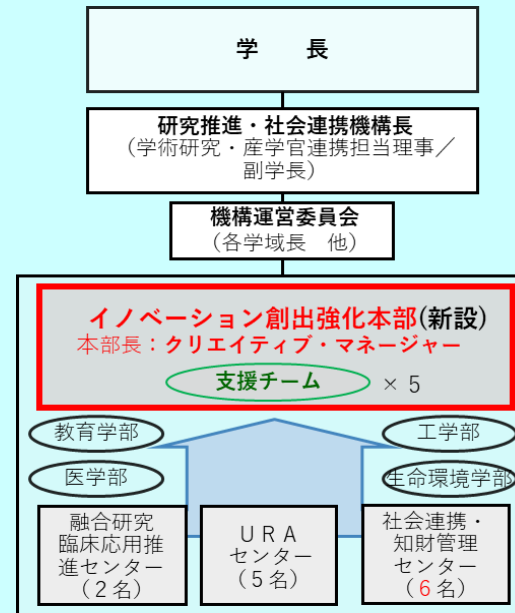 学　長
研究推進・社会連携機構長
（学術研究・産学官連携担当理事／
副学長）
機構運営委員会
（各学域長　他）
イノベーション創出強化本部(新設)
本部長：クリエイティブ・マネージャー
支援チーム
× 5
教育学部
工学部
医学部
生命環境学部
融合研究
臨床応用推
進センター
（２名）
ＵＲＡ
センター
（５名）
社会連携・
知財管理
センター
（6名）